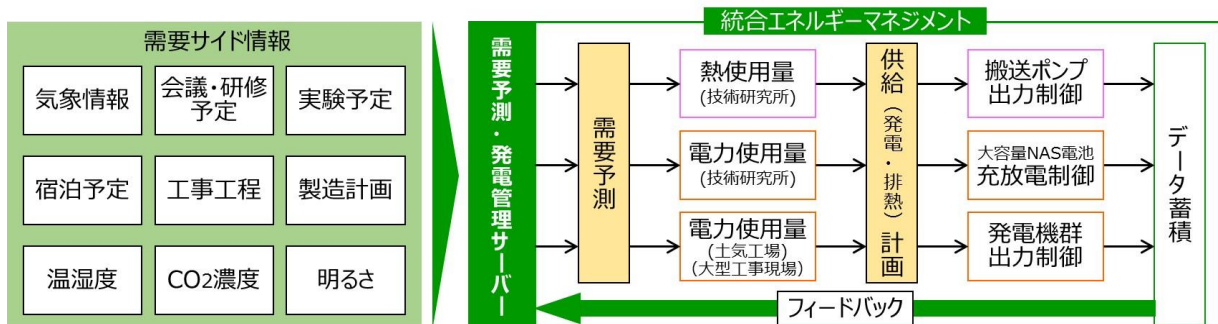 需要サイド情報
気象情報
会議・研修
予定
実験予定
宿泊予定
工事工程
製造計画
温湿度
CO2濃度
明るさ
需要予測・発電管理サーバー
統合エネルギーマネジメント
需要予測
熱使用量
(技術研究所)
電力使用量
(技術研究所)
電力使用量
(土気工場)
(大型工事現場)
供給(発電・排熱)計画
搬送ポンプ
出力制御
大容量NAS電池
充放電制御
発電機群
出力制御
データ蓄積
フィードバック